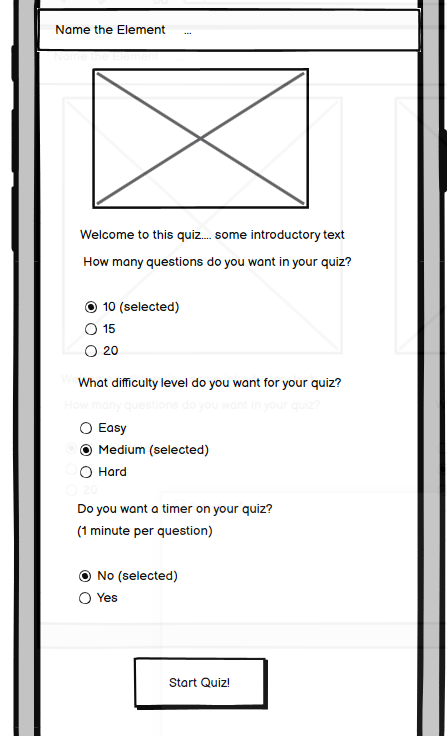 Name the Element ...
Welcome to this quiz.... some introductory text
How many questions do you want in your quiz?
10 (selected)
15
20
What difficulty level do you want for your quiz?
Easy
Medium (selected)
Hard
Do you want a timer on your quiz?
(1 minute per question)
No (selected)
Yes
Start Quiz!